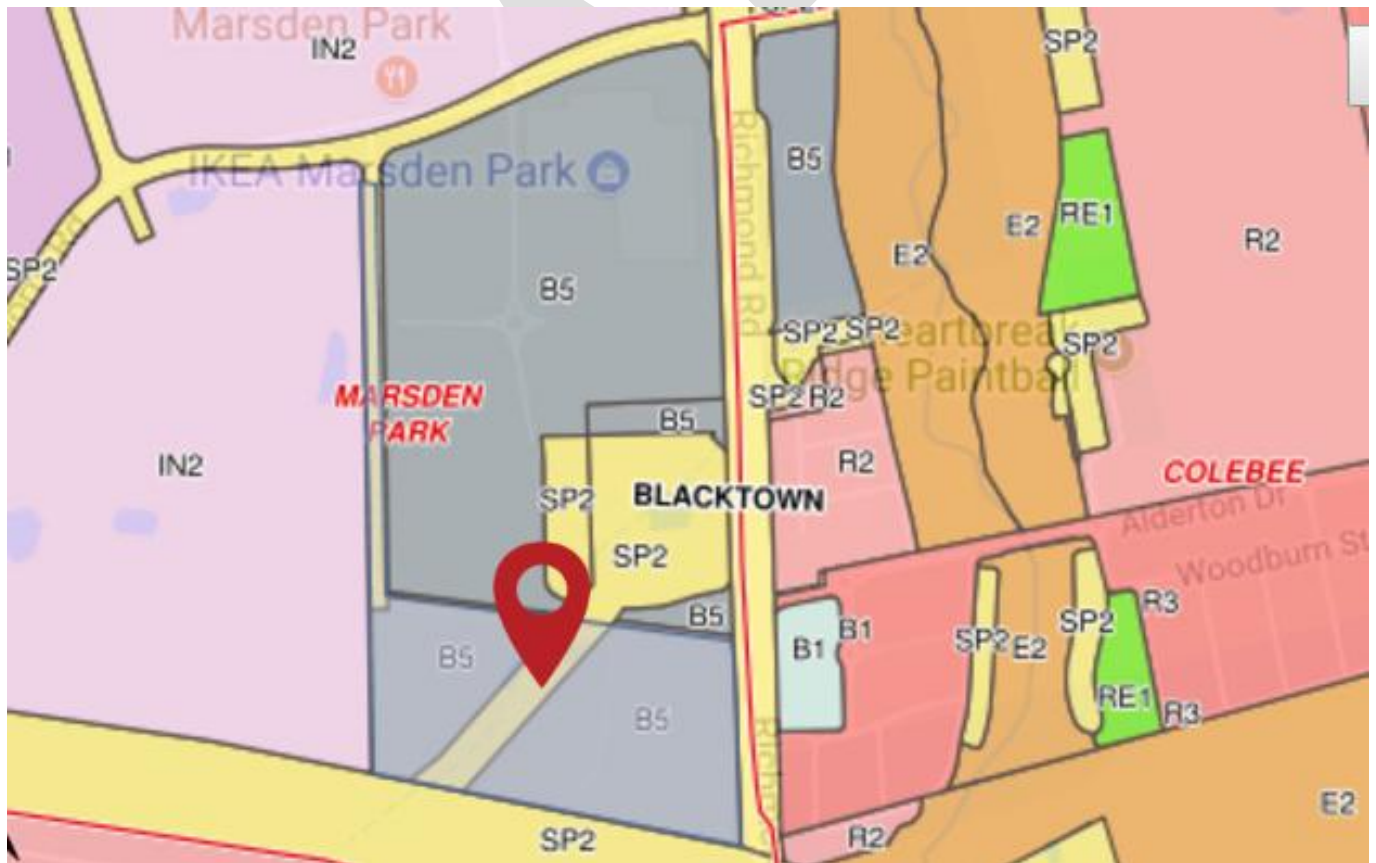 Marsden Park
IN2
SP2
IKEA Marsden Park
B5
Richmond Rd
B5
SP2
E2
E2
RE1
R2
SP2
SP2 SP2
Heartbreak
Ridge Paintball
SP2
SP2 R2
MARSDEN
PARK
B5
IN2
R2
COLEBEE
SP2
BLACKTOWN
Alderton Dr
SP2
Woodburn St
B5
B1
B1
SP2
E2
SP2
R3
B5
B5
RE1
R3
SP2
R2
E2